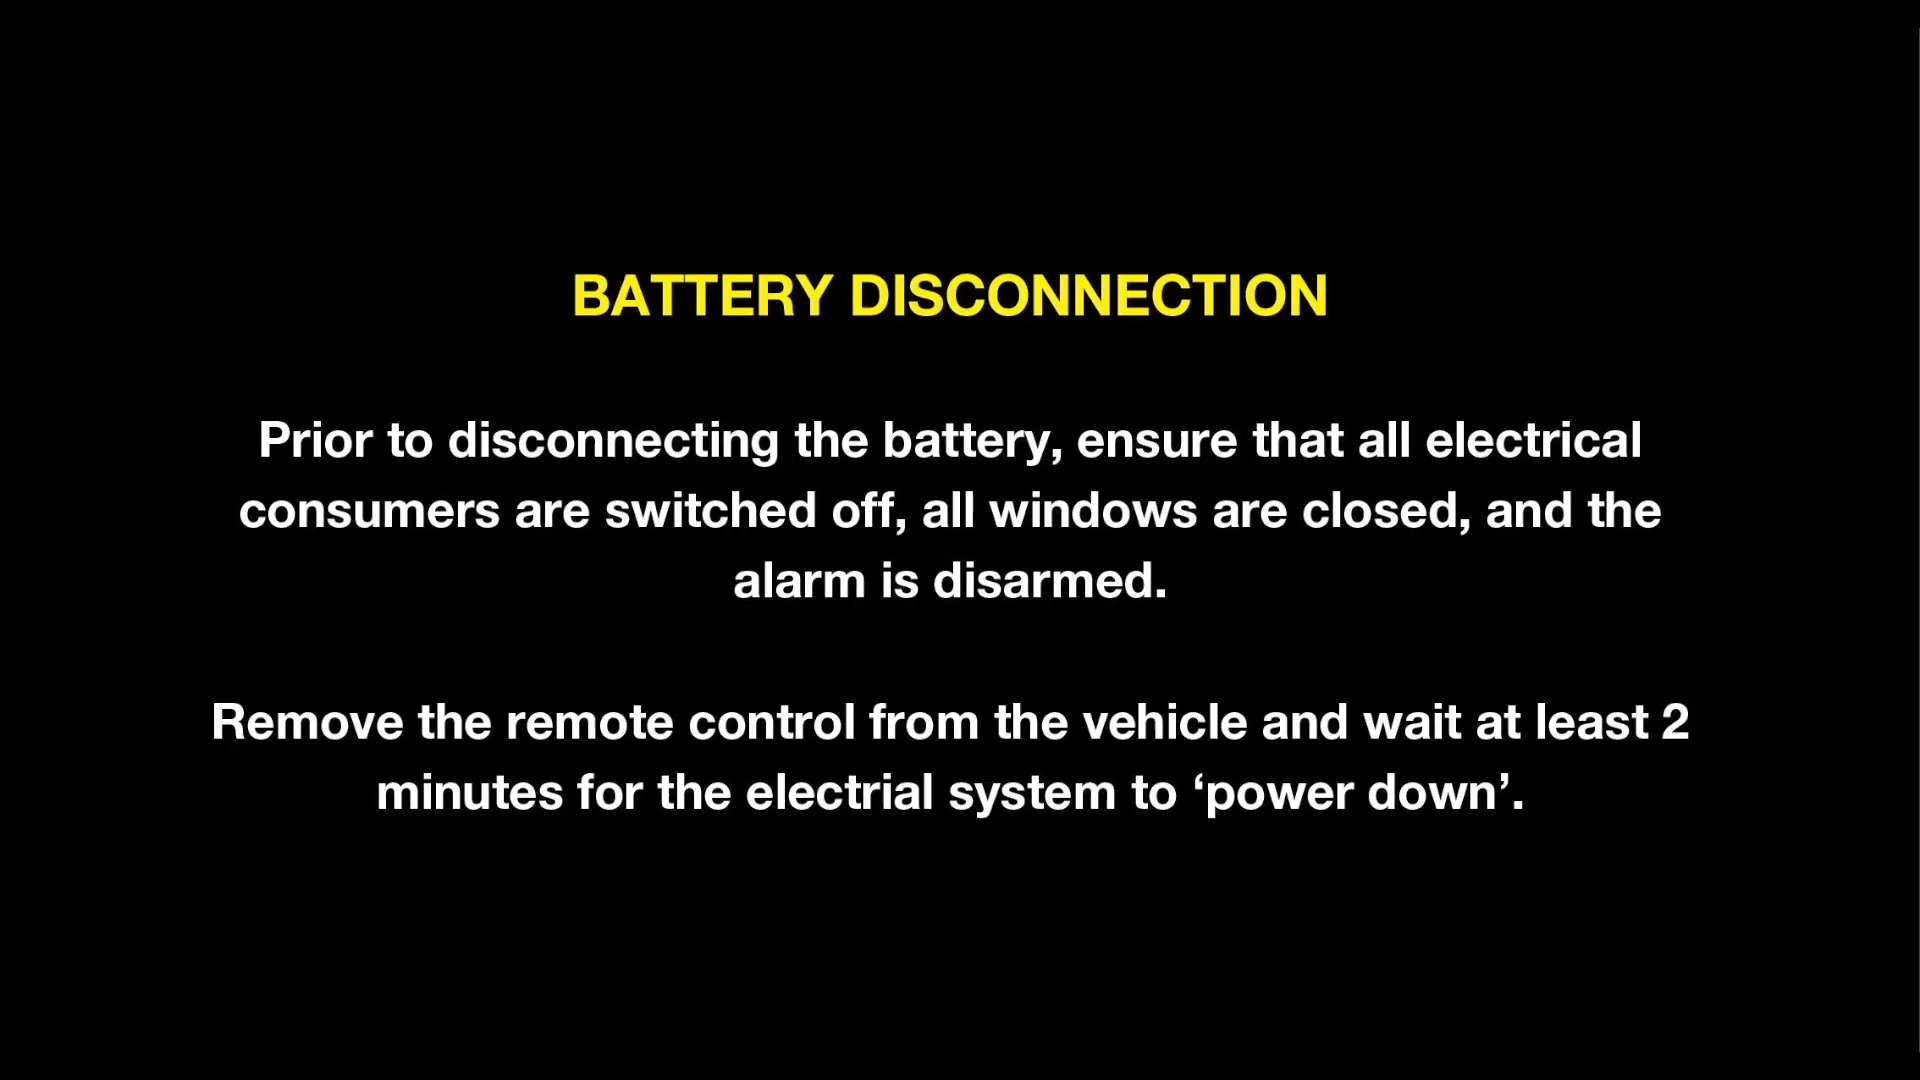 BATTERY DISCONNECTION
Prior to disconnecting the battery, ensure that all electrical
consumers are switched off, all windows are closed, and the
alarm is disarmed.
Remove the remote control from the vehicle and wait at least 2
minutes for the electrial system to ‘power down’.